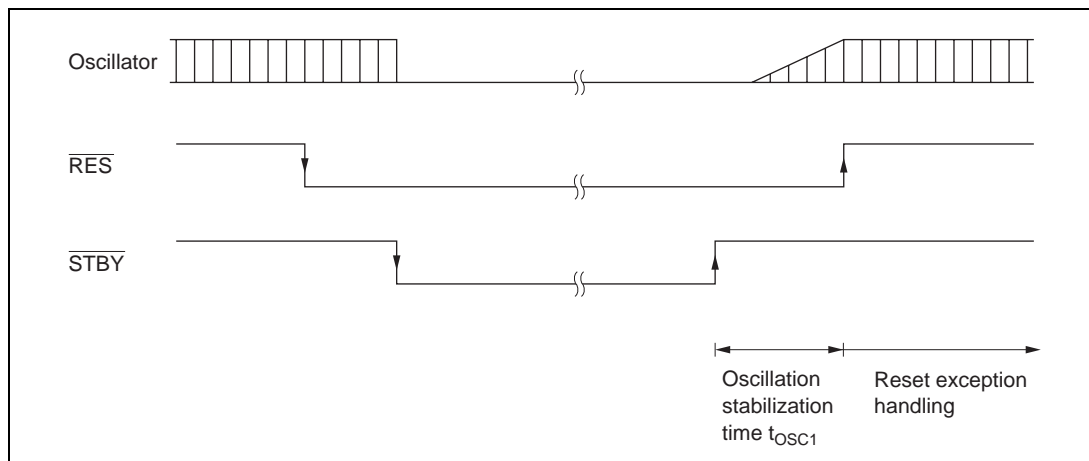 Oscillator
RES
STBY
Oscillation
stabilization
time tOSC1
Reset exception
handling